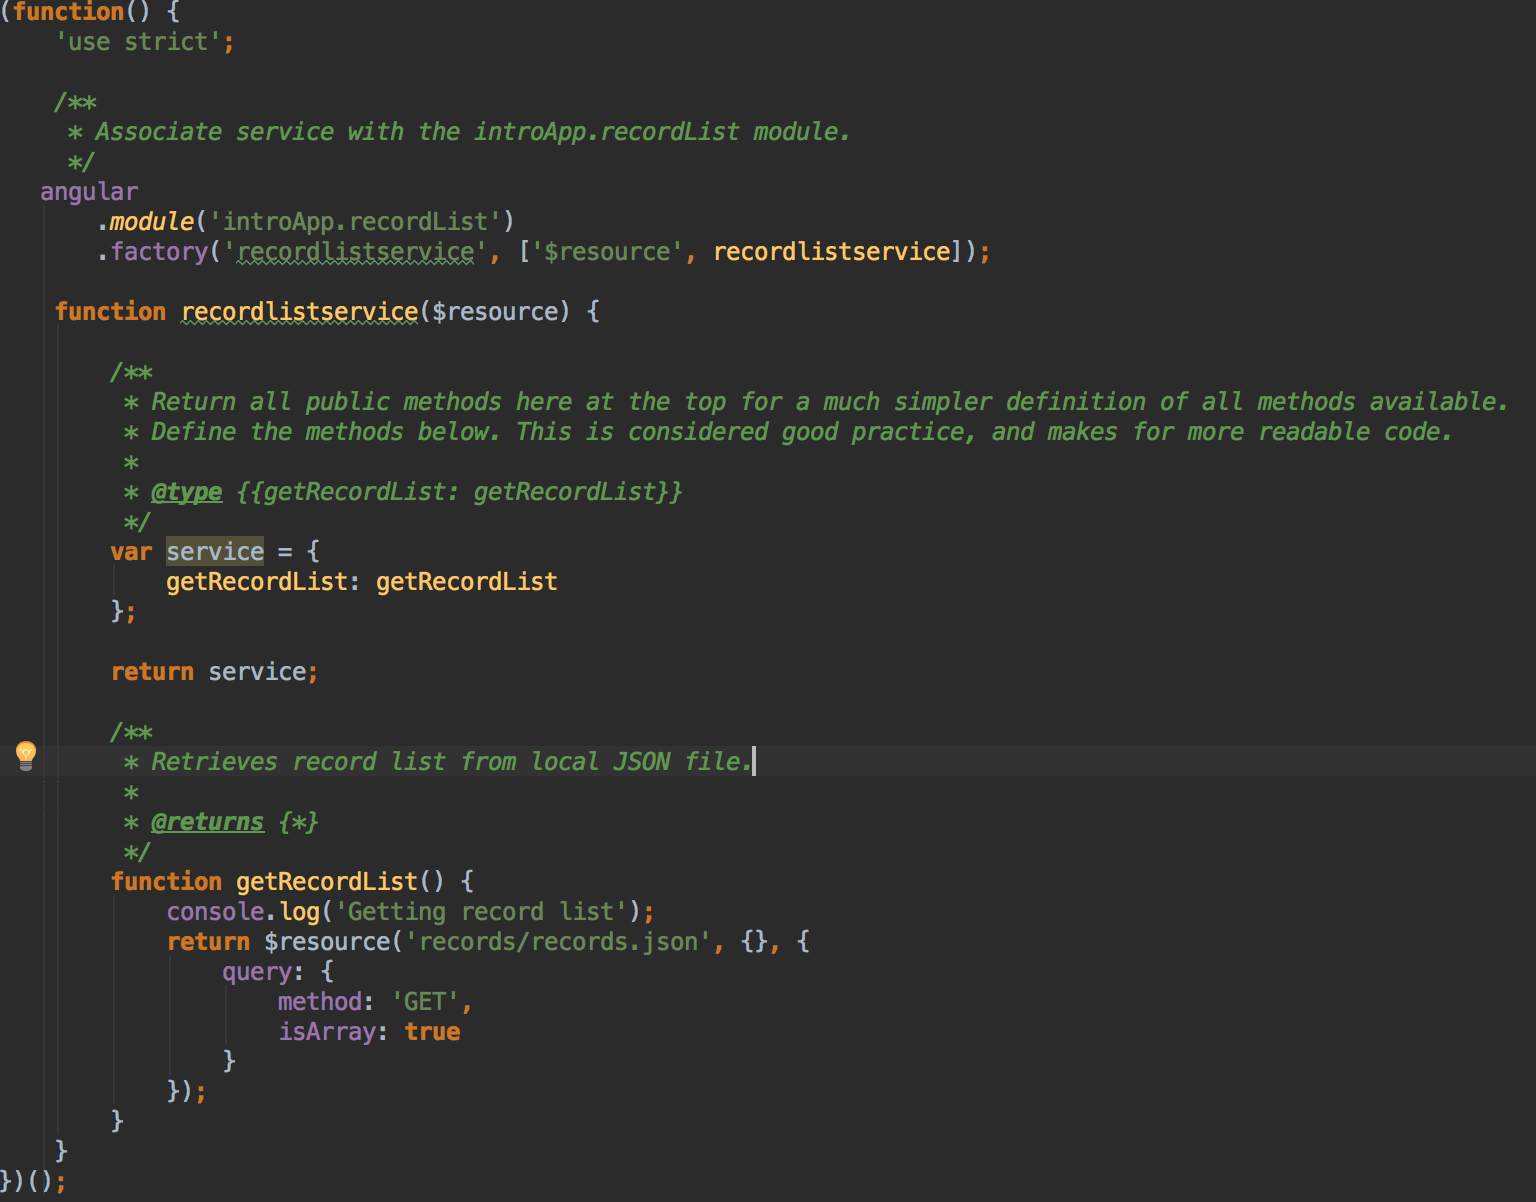 (function() {
    'use strict';

    /**
     * Associate service with the introApp.recordList module.
     */
   angular
       .module('introApp.recordList')
       .factory('recordlistservice', ['$resource', recordlistservice]);

    function recordlistservice($resource) {

        /**
         * Return all public methods here at the top for a much simpler definition of all methods available.
         * Define the methods below. This is considered good practice, and makes for more readable code.
         *
         * @type {{getRecordList: getRecordList}}
         */
        var service = {
            getRecordList: getRecordList
        };

        return service;

        /**
         * Retrieves record list from local JSON file.
         *
         * @returns {*}
         */
        function getRecordList() {
            console.log('Getting record list');
            return $resource('records/records.json', {}, {
                query: {
                    method: 'GET',
                    isArray: true
                }
            });
        }
    }
})();